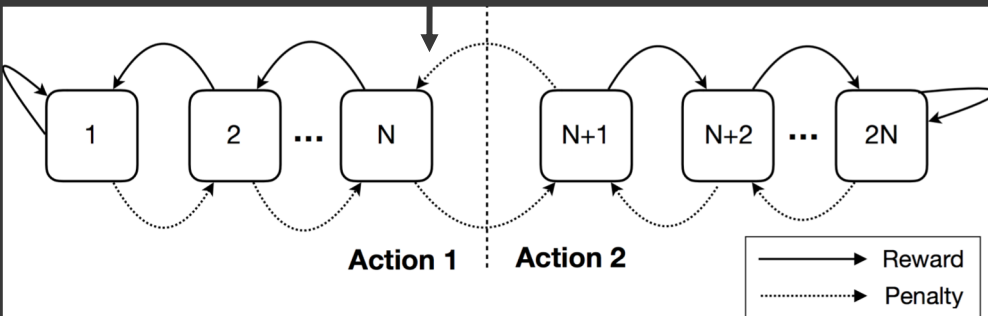 1 2 ... N N+1 N+2 ... 2N
Action 1 Action 2
Reward
Penalty